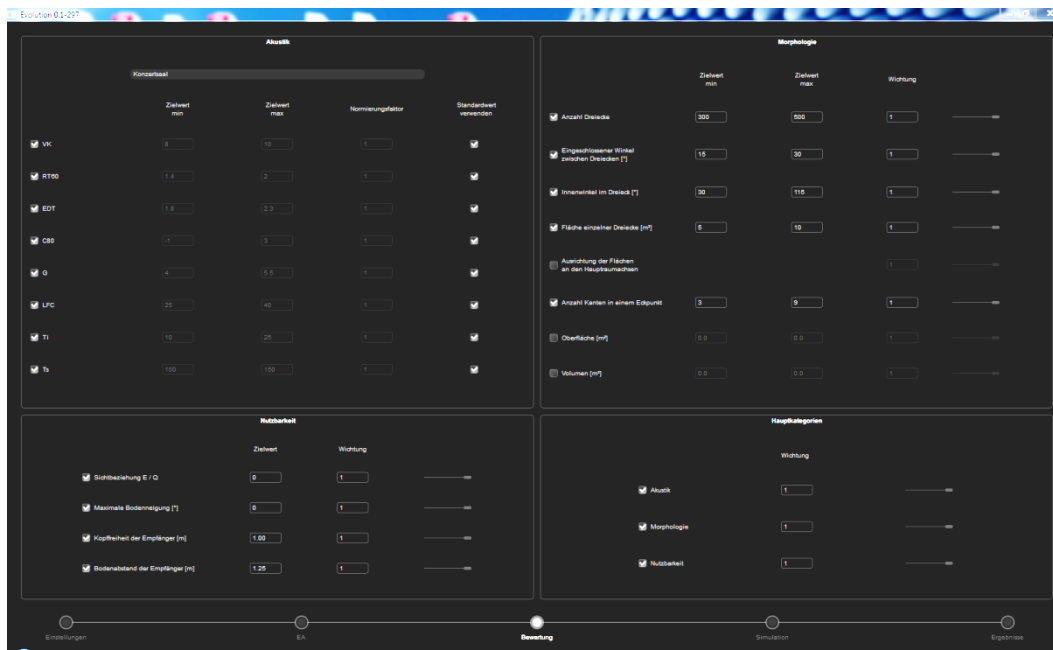 Evolution 0.1-297
Akustik
Konzertsaal
Zielwert min
Zielwert max
Normierungsfaktor
Standardwert verwenden
VK 10 1
RT60 1.4 2 1
EDT 1.8 2.3 1
C80 -1 3 1
G 4 5.5 1
LFC 25 40 1
Ti 25 1
Ts 100 150 1
Morphologie
Zielwert min
Zielwert max
Wichtung
Anzahl Dreiecke 300 500 1
Eingeschlossener Winkel
zwischen Dreiecken [°] 15 30 1
Innenwinkel im Dreieck [°] 30 115 1
Fläche einzelner Dreiecke [m²] 5 10 1
Ausrichtung der Flächen
an den Hauptraumachsen 1
Anzahl Kanten in einem Eckpunkt 3 9 1
Oberfläche [m²] 0.0 0.0 1
Volumen 0.0 0.0 1
Nutzbarkeit
Zielwert
Wichtung
Sichtbeziehung E / Q 0 1
Maximale Bodenneigung [°] 0 1
Kopffreiheit der Empfänger [m] 1.00 1
Bodenabstand der Empfänger [m] 1.25 1
Hauptkategorien
Wichtung
Akustik 1
Morphologie 1
Nutzbarkeit 1
Einstellungen
EA
Bewertung
Simulation
Ergebnisse